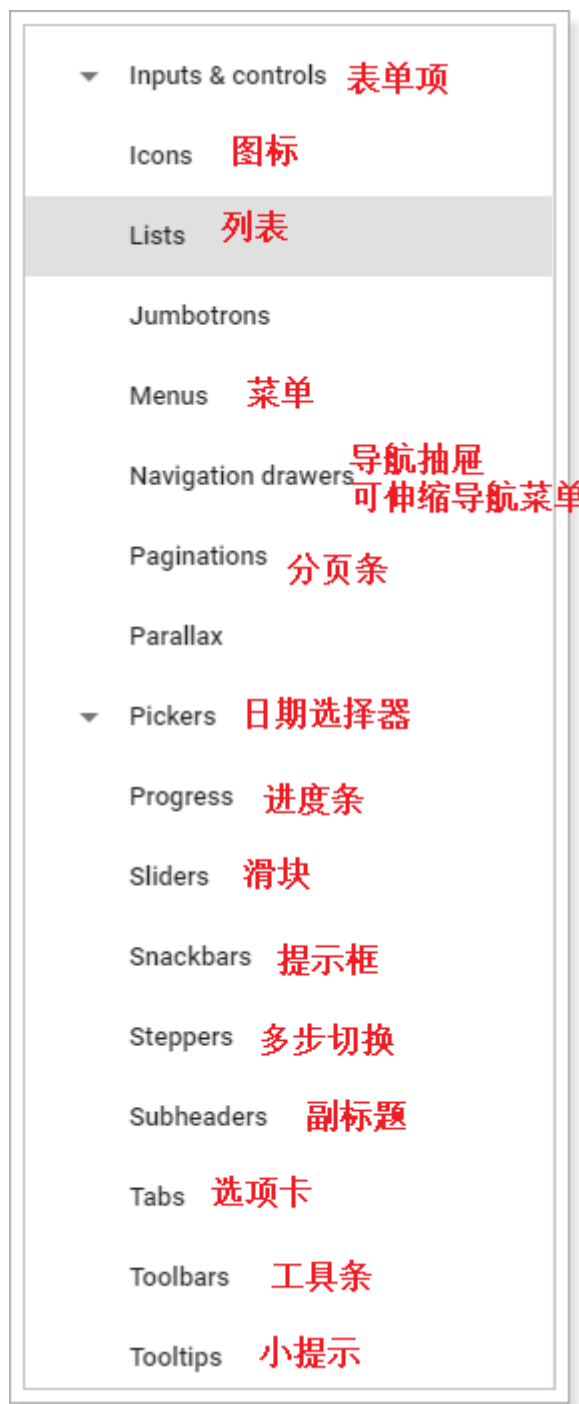 Inputs & controls 表单项
Icons 图标
Lists 列表
Jumbotrons
Menus 菜单
Navigation drawers 导航抽屉
可伸缩导航菜单
Paginations 分页条
Parallax
Pickers 日期选择器
Progress 进度条
Sliders 滑块
Snackbars 提示框
Steppers 多步切换
Subheaders 副标题
Tabs 选项卡
Toolbars 工具条
Tooltips 小提示